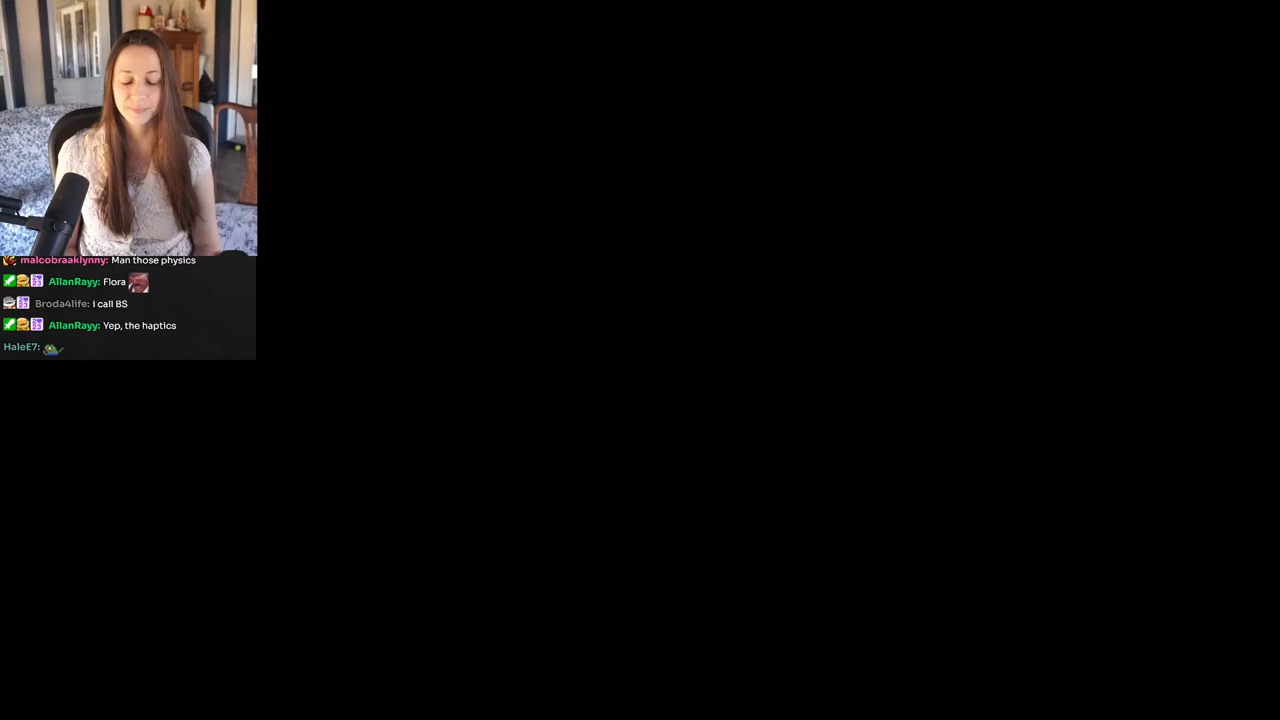 malcobraaklynny: Man those physics
AllanRayy: Flora
Broda4life: i call BS
AllanRayy: Yep, the haptics
HaleE7: